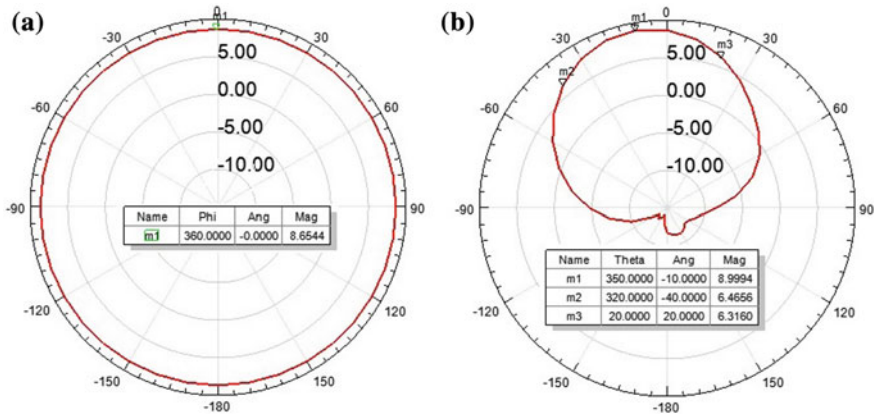 (a)
0
m1
-30
30
-60
60
-90
90
-120
120
-150
150
-180
5.00
0.00
-5.00
-10.00
Name Phi Ang Mag
m1 360.0000 -0.0000 8.6544
(b)
0
m1
m2
m3
-30
30
-60
60
-90
90
-120
120
-150
150
-180
5.00
0.00
-5.00
-10.00
Name Theta Ang Mag
m1 350.0000 -10.0000 8.9994
m2 320.0000 -40.0000 6.4656
m3 20.0000 20.0000 6.3160